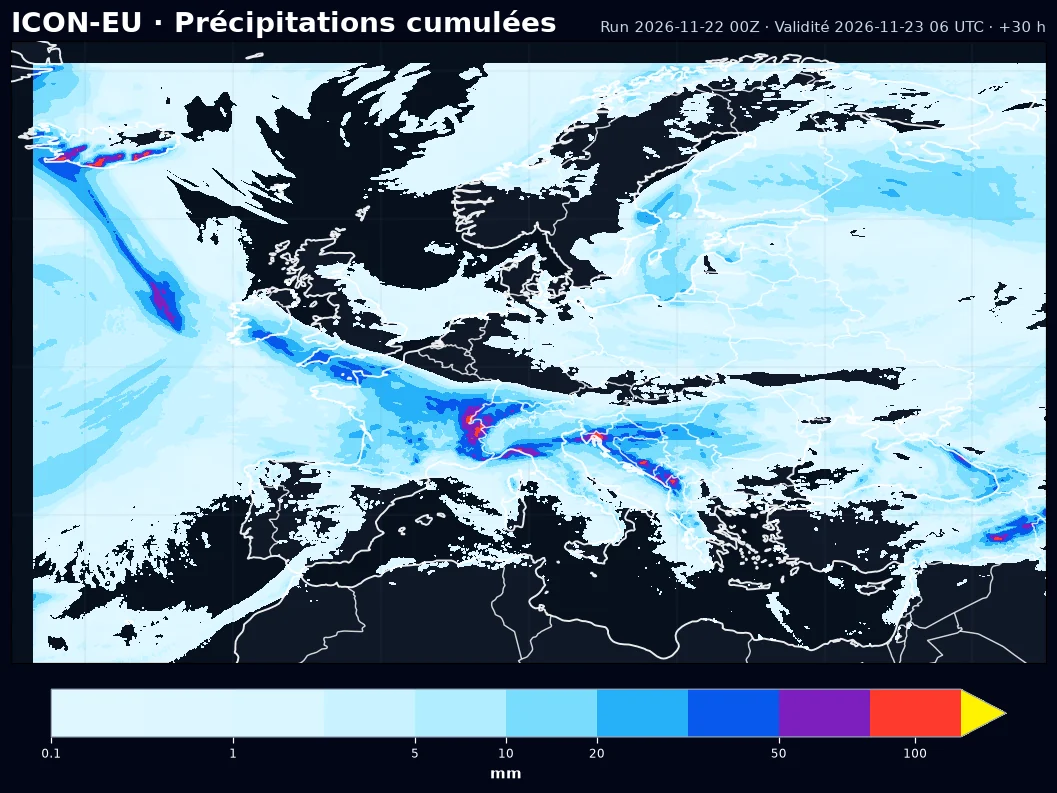 ICON-EU · Précipitations cumulées
Run 2026-11-22 00Z · Validité 2026-11-23 06 UTC · +30 h
0.1 1 5 10 20 50 100
mm